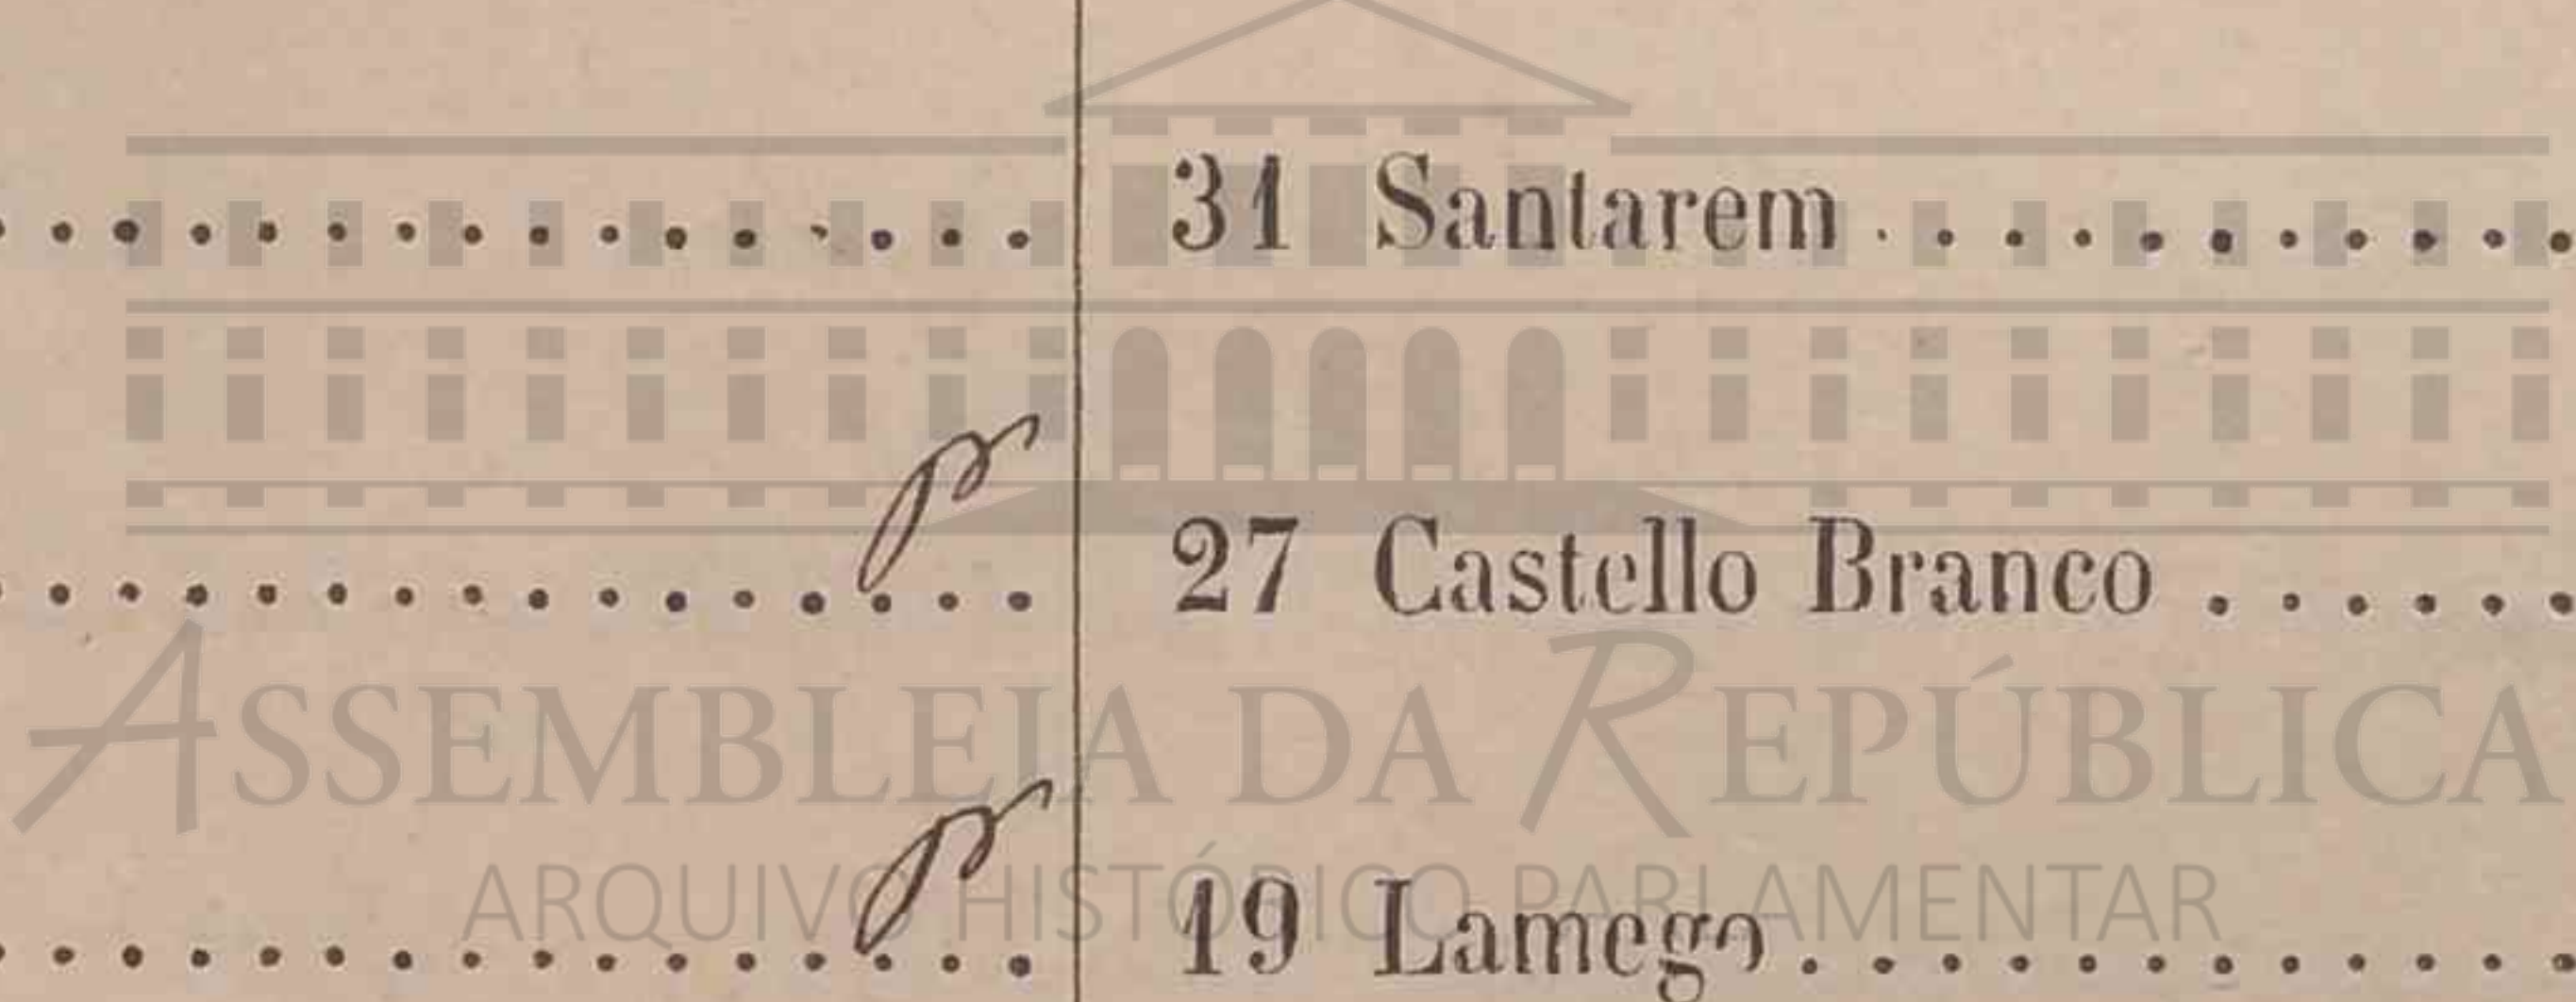 31 Santarem
27 Castello Branco
ASSEMBLEIA DA REPÚBLICA
ARQUIVO HISTÓRICO PARLAMENTAR
19 Lamego